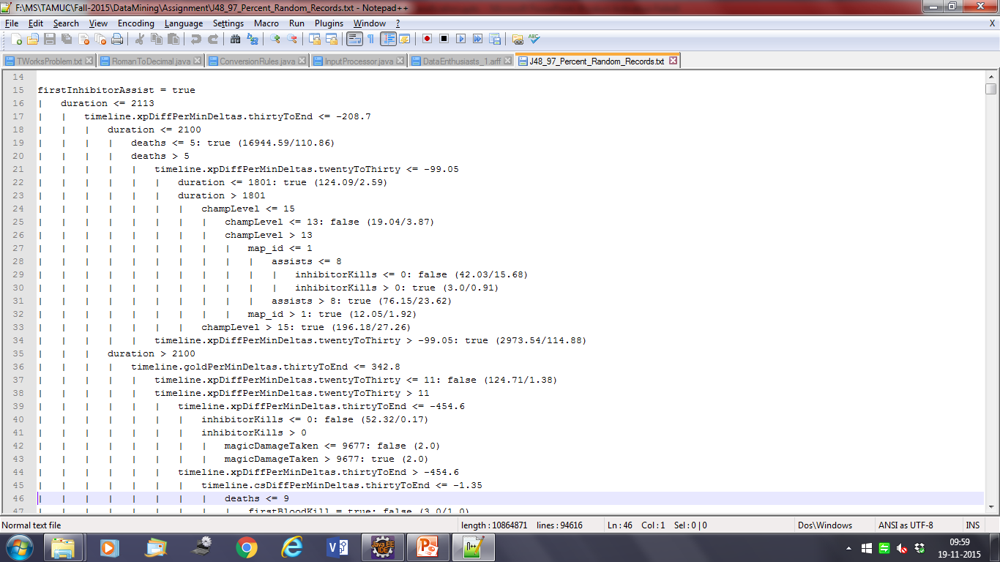 F:\MS\TAMUC\Fall-2015\DataMining\Assignment\J48_97_Percent_Random_Records.txt - Notepad++
File Edit Search View Encoding Language Settings Macro Run Plugins Window ? X
TWorksProblem.txt RomanToDecimal.java ConversionRules.java InputProcessor.java DataEnthusiasts_1.arff J48_97_Percent_Random_Records.txt
14
15 firstInhibitorAssist = true
16 | duration <= 2113
17 | | timeline.xpDiffPerMinDeltas.thirtyToEnd <= -208.7
18 | | | duration <= 2100
19 | | | | deaths <= 5: true (16944.59/110.86)
20 | | | | deaths > 5
21 | | | | | timeline.xpDiffPerMinDeltas.twentyToThirty <= -99.05
22 | | | | | | duration <= 1801: true (124.09/2.59)
23 | | | | | | duration > 1801
24 | | | | | | | champLevel <= 15
25 | | | | | | | | champLevel <= 13: false (19.04/3.87)
26 | | | | | | | | champLevel > 13
27 | | | | | | | | | map_id <= 1
28 | | | | | | | | | | assists <= 8
29 | | | | | | | | | | | inhibitorKills <= 0: false (42.03/15.68)
30 | | | | | | | | | | | inhibitorKills > 0: true (3.0/0.91)
31 | | | | | | | | | | assists > 8: true (76.15/23.62)
32 | | | | | | | | | map_id > 1: true (12.05/1.92)
33 | | | | | | | champLevel > 15: true (196.18/27.26)
34 | | | | | timeline.xpDiffPerMinDeltas.twentyToThirty > -99.05: true (2973.54/114.88)
35 | | | duration > 2100
36 | | | | timeline.goldPerMinDeltas.thirtyToEnd <= 342.8
37 | | | | | timeline.xpDiffPerMinDeltas.twentyToThirty <= 11: false (124.71/1.38)
38 | | | | | timeline.xpDiffPerMinDeltas.twentyToThirty > 11
39 | | | | | | timeline.xpDiffPerMinDeltas.thirtyToEnd <= -454.6
40 | | | | | | | inhibitorKills <= 0: false (52.32/0.17)
41 | | | | | | | inhibitorKills > 0
42 | | | | | | | | magicDamageTaken <= 9677: false (2.0)
43 | | | | | | | | magicDamageTaken > 9677: true (2.0)
44 | | | | | | timeline.xpDiffPerMinDeltas.thirtyToEnd > -454.6
45 | | | | | | | timeline.csDiffPerMinDeltas.thirtyToEnd <= -1.35
46 | | | | | | | | deaths <= 9
47 | | | | | | | | | firstBloodKill = true: false (3.0/1.0)
Normal text file length : 10864871 lines : 94616 Ln : 46 Col : 1 Sel : 0 | 0 Dos\Windows ANSI as UTF-8 INS
Java EE IDE
09:59
19-11-2015